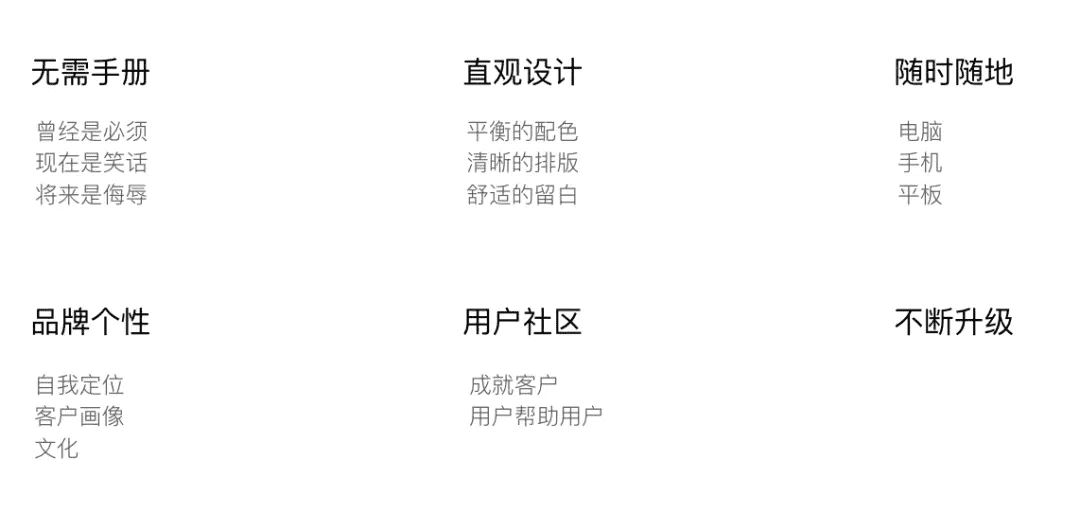 无需手册
曾经是必须
现在是笑话
将来是侮辱
直观设计
平衡的配色
清晰的排版
舒适的留白
随时随地
电脑
手机
平板
品牌个性
自我定位
客户画像
文化
用户社区
成就客户
用户帮助用户
不断升级